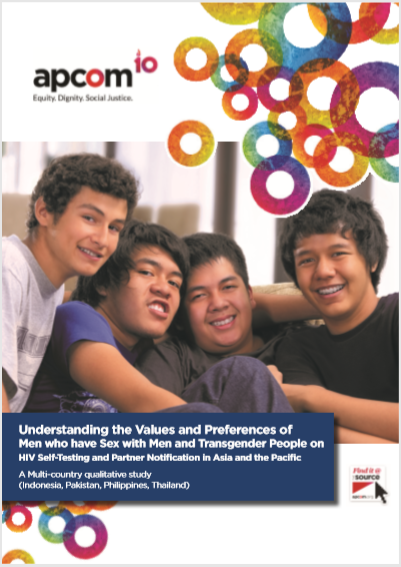 apcom10
Equity. Dignity. Social Justice.
Understanding the Values and Preferences of
Men who have Sex with Men and Transgender People on
HIV Self-Testing and Partner Notification in Asia and the Pacific
A Multi-country qualitative study
(Indonesia, Pakistan, Philippines, Thailand)
Find it @
source